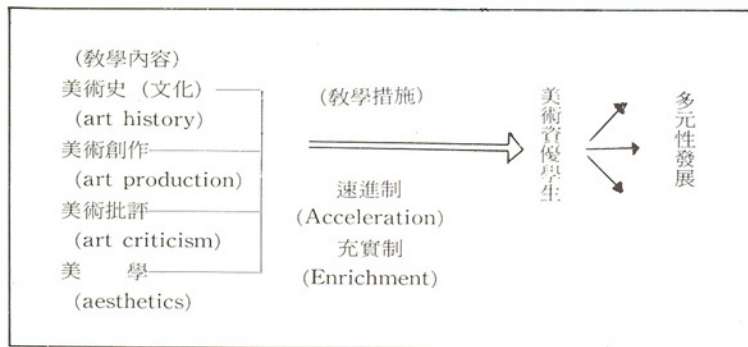 (教學內容)
美術史（文化）
(art history)
美術創作
(art production)
美術批評
(art criticism)
美　學
(aesthetics)
(教學措施)
速進制
(Acceleration)
充實制
(Enrichment)
美術資優學生
多元性發展